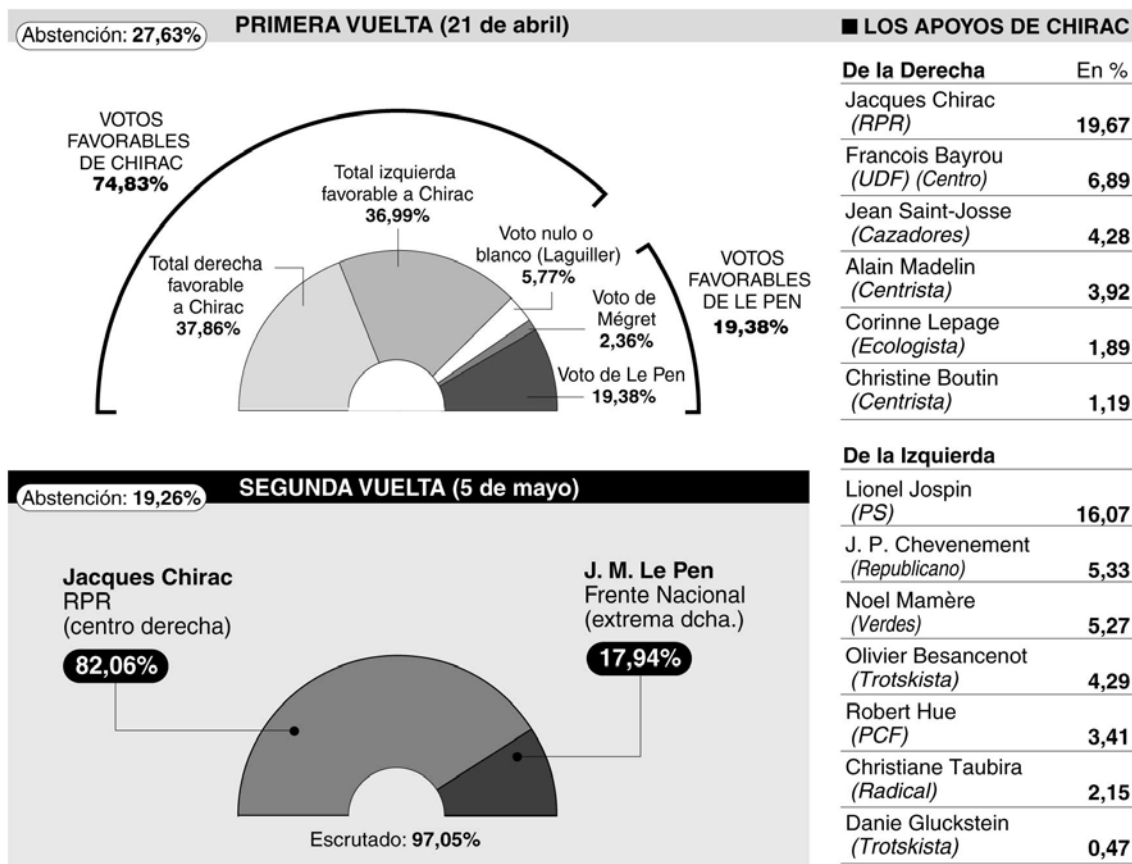 PRIMERA VUELTA (21 de abril)
Abstención: 27,63%
VOTOS
FAVORABLES
DE CHIRAC
74,83%
Total izquierda
favorable a Chirac
36,99%
Total derecha
favorable
a Chirac
37,86%
Voto nulo o
blanco (Laguiller)
5,77%
Voto de
Mégret
2,36%
Voto de Le Pen
19,38%
VOTOS
FAVORABLES
DE LE PEN
19,38%
SEGUNDA VUELTA (5 de mayo)
Abstención: 19,26%
Jacques Chirac
RPR
(centro derecha)
82,06%
J. M. Le Pen
Frente Nacional
(extrema dcha.)
17,94%
Escrutado: 97,05%
■ LOS APOYOS DE CHIRAC
De la Derecha En %
Jacques Chirac
(RPR) 19,67
Francois Bayrou
(UDF) (Centro) 6,89
Jean Saint-Josse
(Cazadores) 4,28
Alain Madelin
(Centrista) 3,92
Corinne Lepage
(Ecologista) 1,89
Christine Boutin
(Centrista) 1,19
De la Izquierda
Lionel Jospin
(PS) 16,07
J. P. Chevenement
(Republicano) 5,33
Noel Mamère
(Verdes) 5,27
Olivier Besancenot
(Trotskista) 4,29
Robert Hue
(PCF) 3,41
Christiane Taubira
(Radical) 2,15
Danie Gluckstein
(Trotskista) 0,47